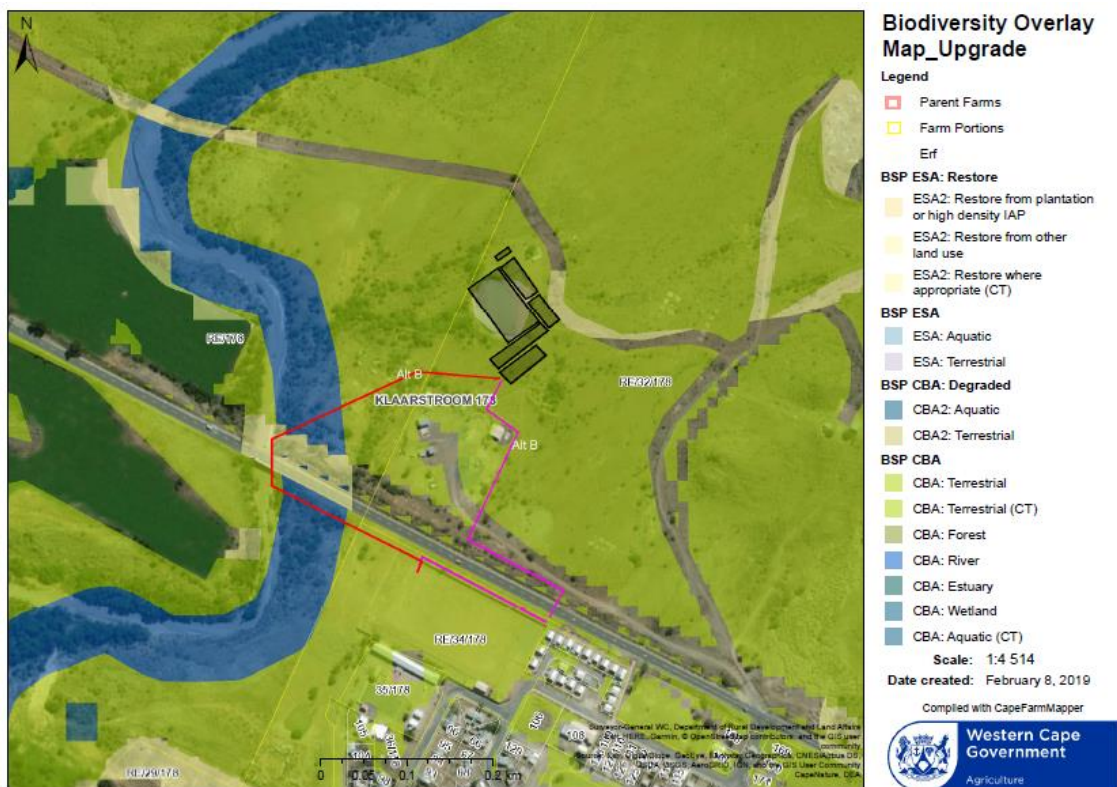 N
Alt B
RE/176
KLAARSTROOM 178
RE/32/178
Alt B
RE/34/178
35/178
106
108
123
RE/29/178
0 0.05 0.1 0.2 km
Biodiversity Overlay
Map_Upgrade
Legend
Parent Farms
Farm Portions
Erf
BSP ESA: Restore
ESA2: Restore from plantation
or high density IAP
ESA2: Restore from other
land use
ESA2: Restore where
appropriate (CT)
BSP ESA
ESA: Aquatic
ESA: Terrestrial
BSP CBA: Degraded
CBA2: Aquatic
CBA2: Terrestrial
BSP CBA
CBA: Terrestrial
CBA: Terrestrial (CT)
CBA: Forest
CBA: River
CBA: Estuary
CBA: Wetland
CBA: Aquatic (CT)
Scale: 1:4 514
Date created: February 8, 2019
Compiled with CapeFarmMapper
Western Cape
Government
Agriculture